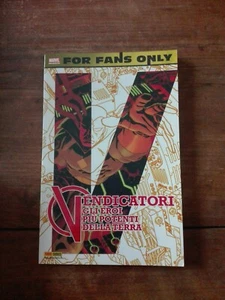 FOR FANS ONLY
VENDICATORI
GLI EROI
PIÙ POTENTI
DELLA TERRA